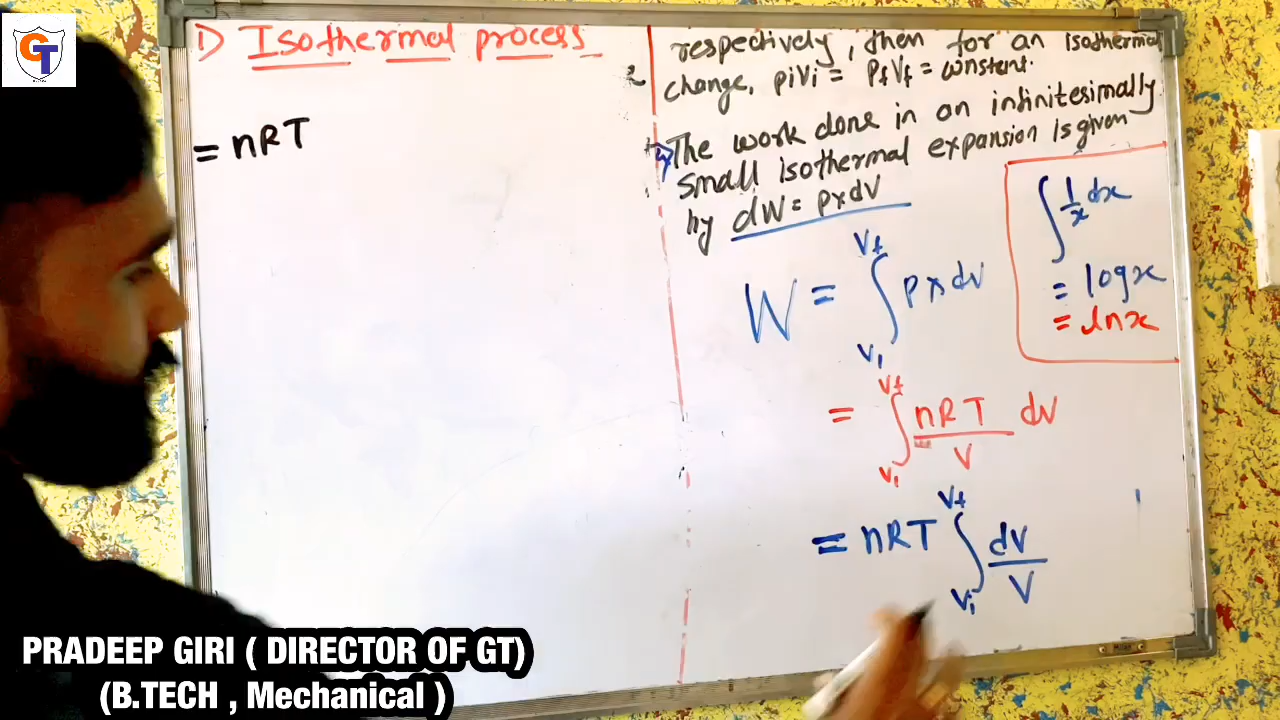 GT
1) Isothermal process
= nRT
respectively, then for an isothermal
change, piVi = PfVf = constant.
The work done in an infinitesimally
small isothermal expansion is given
by dW = P×dV
W = ∫ P×dV
Vf
Vi
= ∫ nRT/V dV
Vf
Vi
= nRT ∫ dV/V
Vf
Vi
∫ 1/x dx
= logx
= lnx
PRADEEP GIRI ( DIRECTOR OF GT)
(B.TECH , Mechanical )